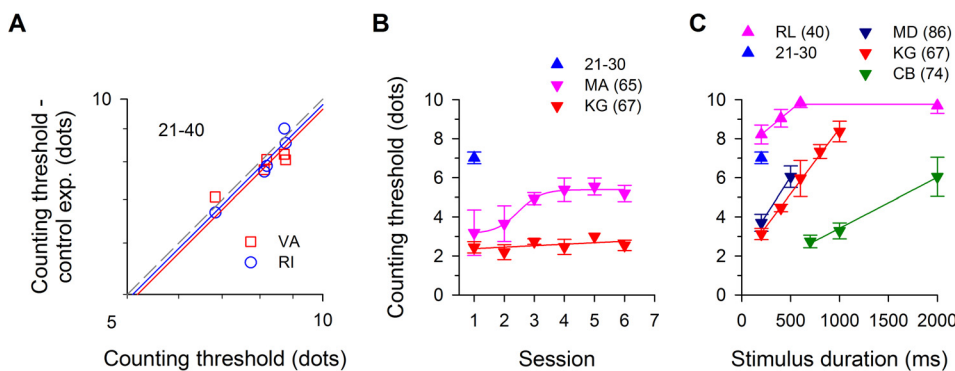 A
Counting threshold -
control exp. (dots)
10
21-40
VA
RI
5
10
Counting threshold (dots)
B
21-30
MA (65)
KG (67)
Counting threshold (dots)
10
8
6
4
2
0
1 2 3 4 5 6 7
Session
C
RL (40)
21-30
MD (86)
KG (67)
CB (74)
10
8
6
4
2
0
0 500 1000 1500 2000
Stimulus duration (ms)